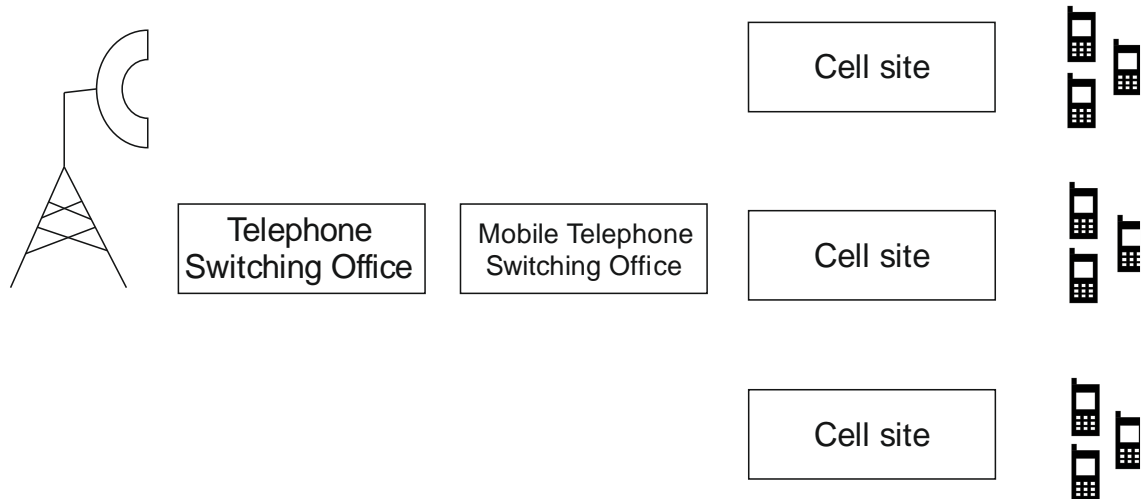 Cell site
Telephone
Switching Office
Mobile Telephone
Switching Office
Cell site
Cell site